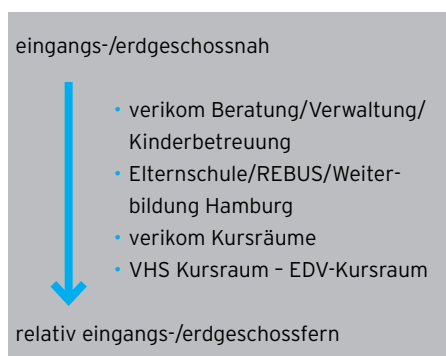 eingangs-/erdgeschossnah
• verikom Beratung/Verwaltung/
Kinderbetreuung
• Elternschule/REBUS/Weiter-
bildung Hamburg
• verikom Kursräume
• VHS Kursraum – EDV-Kursraum
relativ eingangs-/erdgeschossfern